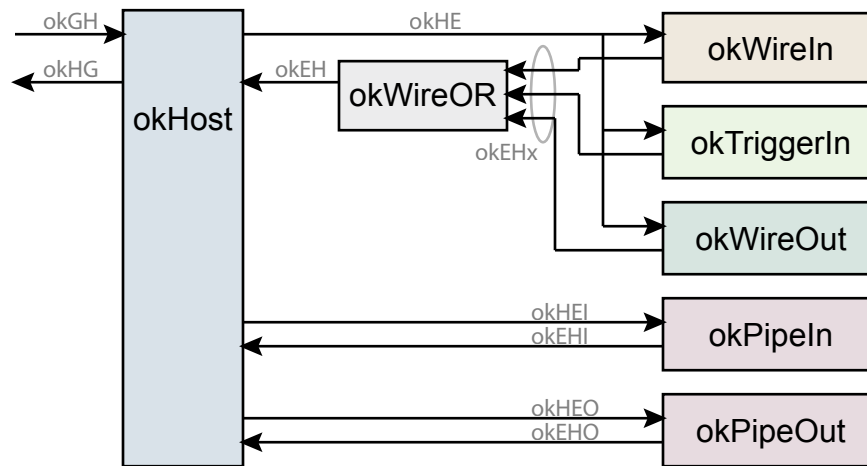 okGH
okHE
okWireIn
okHG
okEH
okWireOR
okHost
okTriggerIn
okEHx
okWireOut
okHEI
okEHI
okPipeIn
okHEO
okEHO
okPipeOut